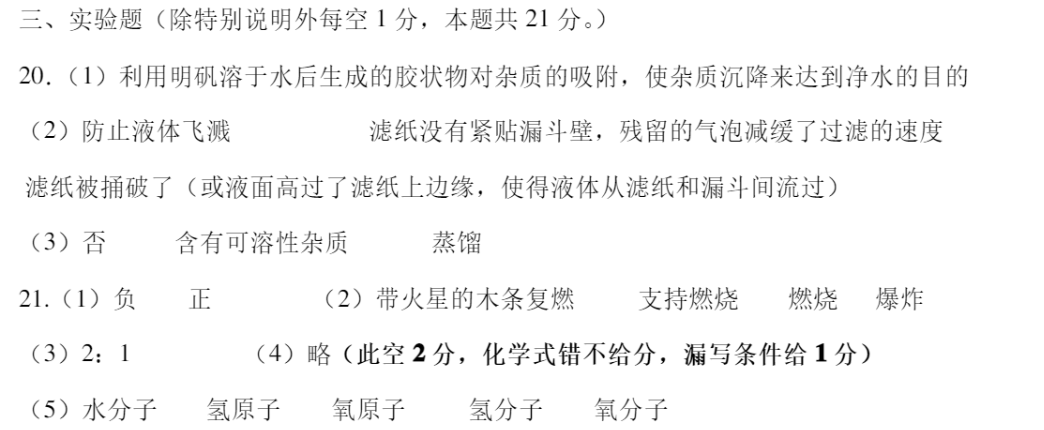 三、实验题（除特别说明外每空 1 分，本题共 21 分。）
20.（1）利用明矾溶于水后生成的胶状物对杂质的吸附，使杂质沉降来达到净水的目的
（2）防止液体飞溅 滤纸没有紧贴漏斗壁，残留的气泡减缓了过滤的速度
滤纸被捅破了（或液面高过了滤纸上边缘，使得液体从滤纸和漏斗间流过）
（3）否 含有可溶性杂质 蒸馏
21.（1）负 正 （2）带火星的木条复燃 支持燃烧 燃烧 爆炸
（3）2：1 （4）略（此空 2 分，化学式错不给分，漏写条件给 1 分）
（5）水分子 氢原子 氧原子 氢分子 氧分子